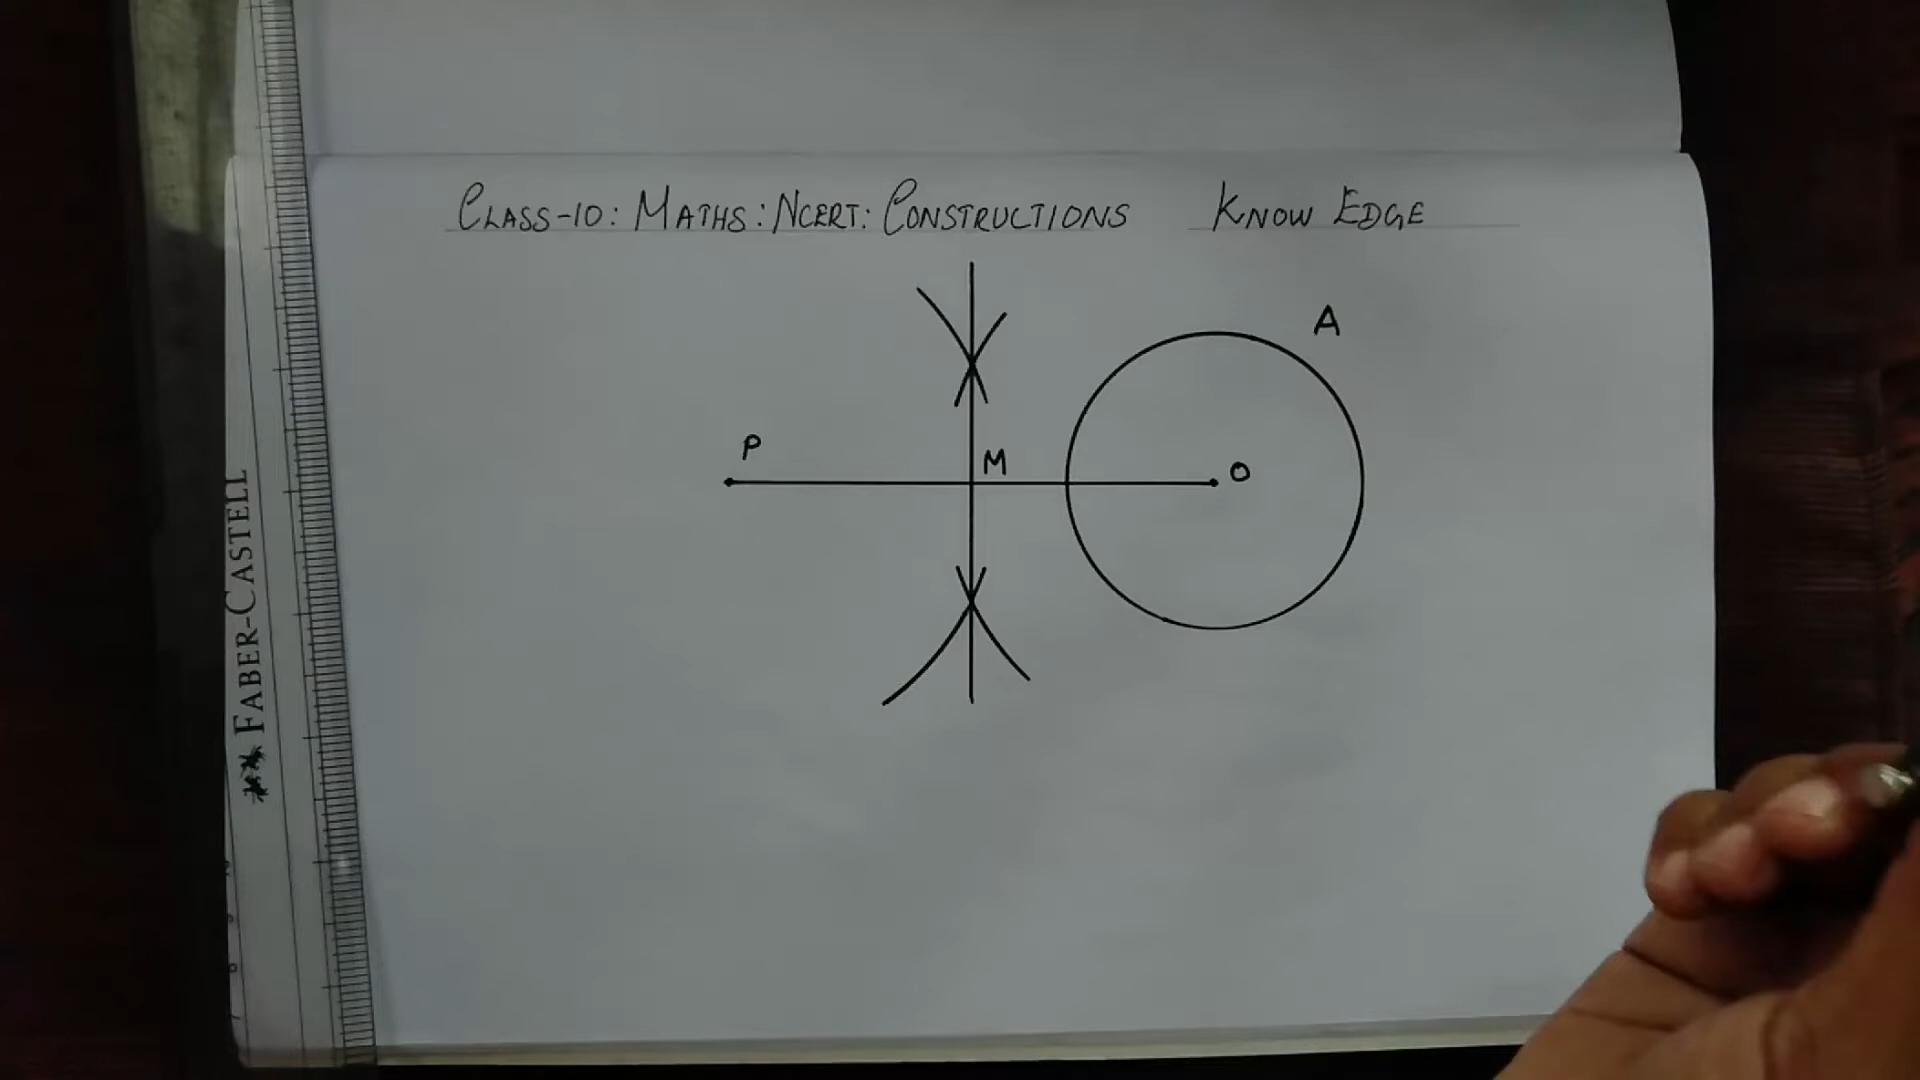 CLASS-10: MATHS: NCERT: CONSTRUCTIONS KNOW EDGE
A
P
M
O
FABER-CASTELL